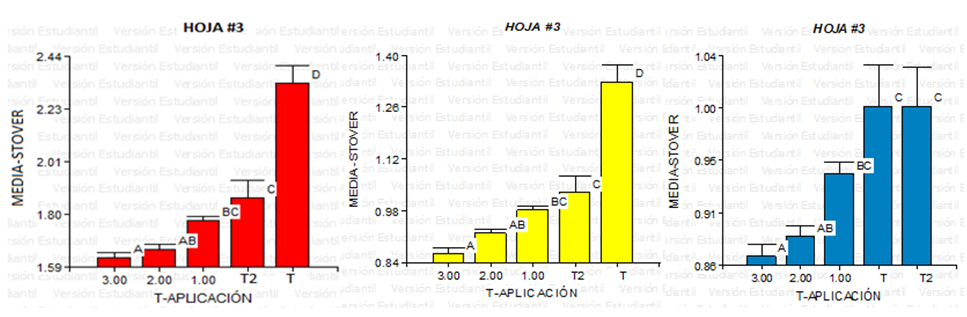 HOJA #3
2.44
2.23
2.01
1.80
1.59
MEDIA-STOVER
A
AB
BC
C
D
3.00 2.00 1.00 T2 T
T-APLICACIÓN
HOJA #3
1.40
1.26
1.12
0.98
0.84
MEDIA-STOVER
A
AB
BC
C
D
3.00 2.00 1.00 T2 T
T-APLICACIÓN
HOJA #3
1.04
1.00
0.96
0.91
0.86
MEDIA-STOVER
A
AB
BC
C
C
3.00 2.00 1.00 T T2
T-APLICACIÓN
Versión Estudiantil